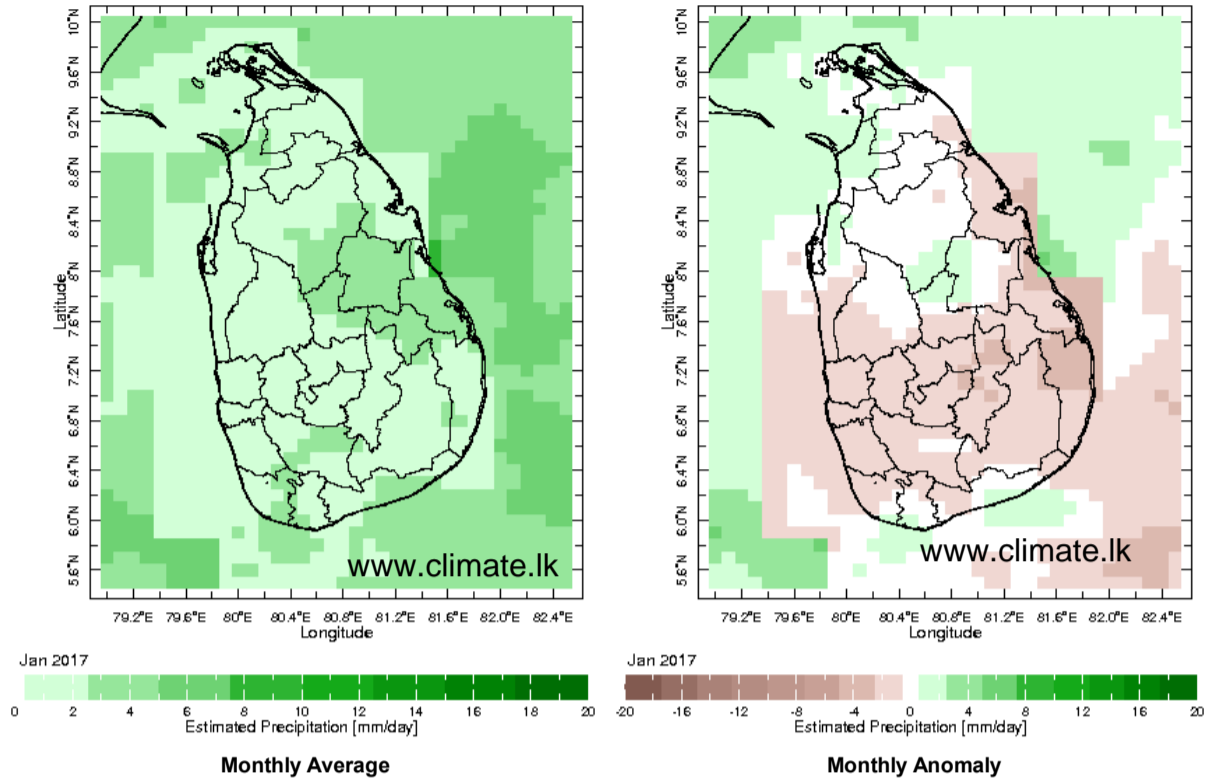 10°N
9.6°N
9.2°N
8.8°N
8.4°N
8°N
7.6°N
7.2°N
6.8°N
6.4°N
6.0°N
5.6°N
Latitude
www.climate.lk
79.2°E 79.6°E 80°E 80.4°E 80.8°E 81.2°E 81.6°E 82.0°E 82.4°E
Longitude
Jan 2017
0 2 4 6 8 10 12 14 16 18 20
Estimated Precipitation [mm/day]
Monthly Average
10°N
9.6°N
9.2°N
8.8°N
8.4°N
8°N
7.6°N
7.2°N
6.8°N
6.4°N
6.0°N
5.6°N
Latitude
www.climate.lk
79.2°E 79.6°E 80°E 80.4°E 80.8°E 81.2°E 81.6°E 82.0°E 82.4°E
Longitude
Jan 2017
-20 -16 -12 -8 -4 0 4 8 12 16 20
Estimated Precipitation [mm/day]
Monthly Anomaly